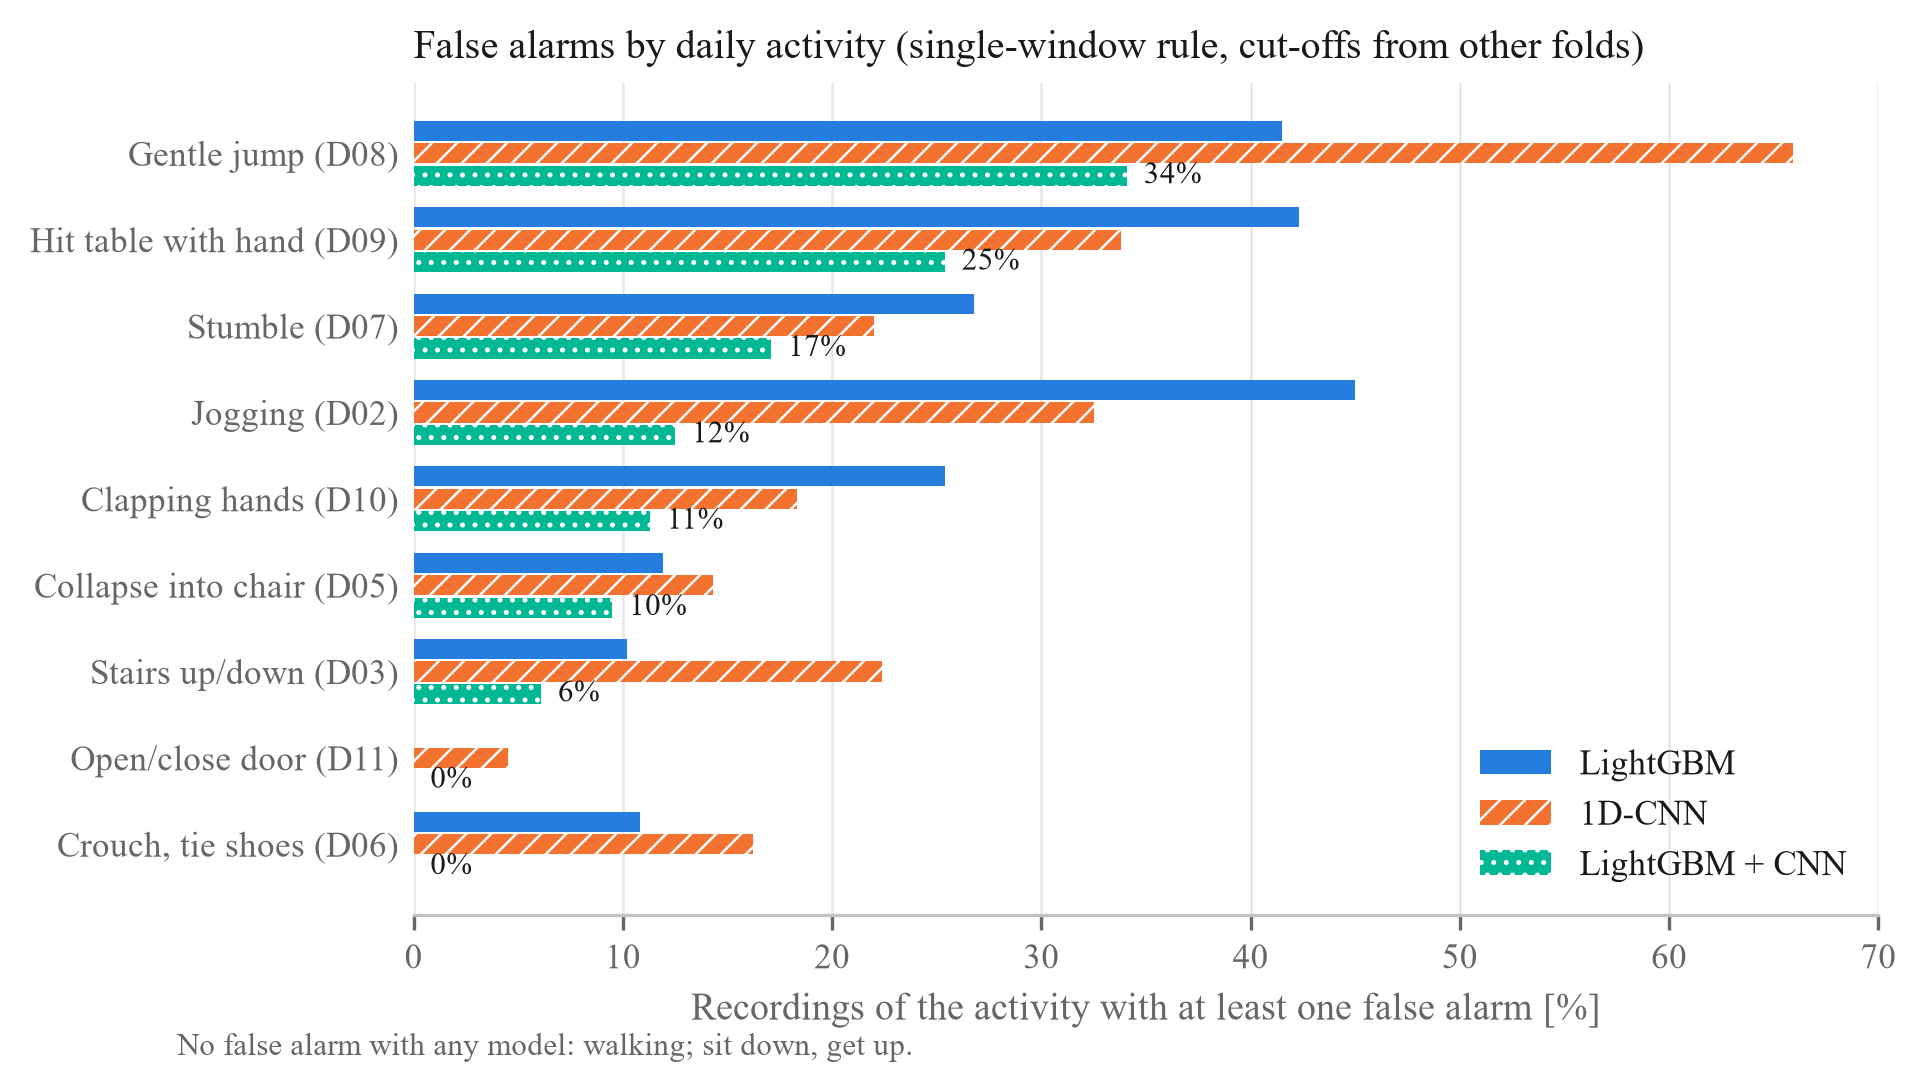 False alarms by daily activity (single-window rule, cut-offs from other folds)
Gentle jump (D08)
34%
Hit table with hand (D09)
25%
Stumble (D07)
17%
Jogging (D02)
12%
Clapping hands (D10)
11%
Collapse into chair (D05)
10%
Stairs up/down (D03)
6%
Open/close door (D11)
0%
Crouch, tie shoes (D06)
0%
LightGBM
1D-CNN
LightGBM + CNN
0 10 20 30 40 50 60 70
Recordings of the activity with at least one false alarm [%]
No false alarm with any model: walking; sit down, get up.